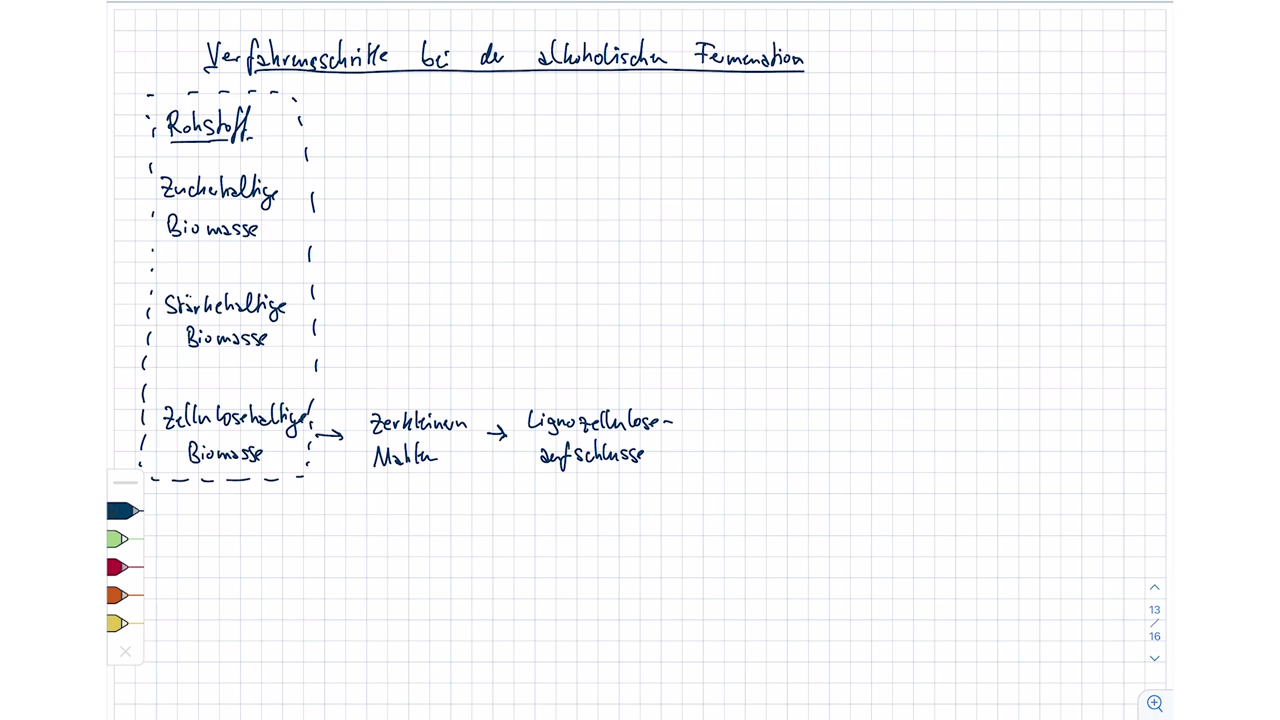 Verfahrensschritte bei der alkoholischen Fermentation
Rohstoff
Zuckerhaltige
Biomasse
Stärkehaltige
Biomasse
Zellulosehaltige
Biomasse
→ Zerkleinern
Mahlen
→ Lignozellulose-
aufschlusse
13
/
16